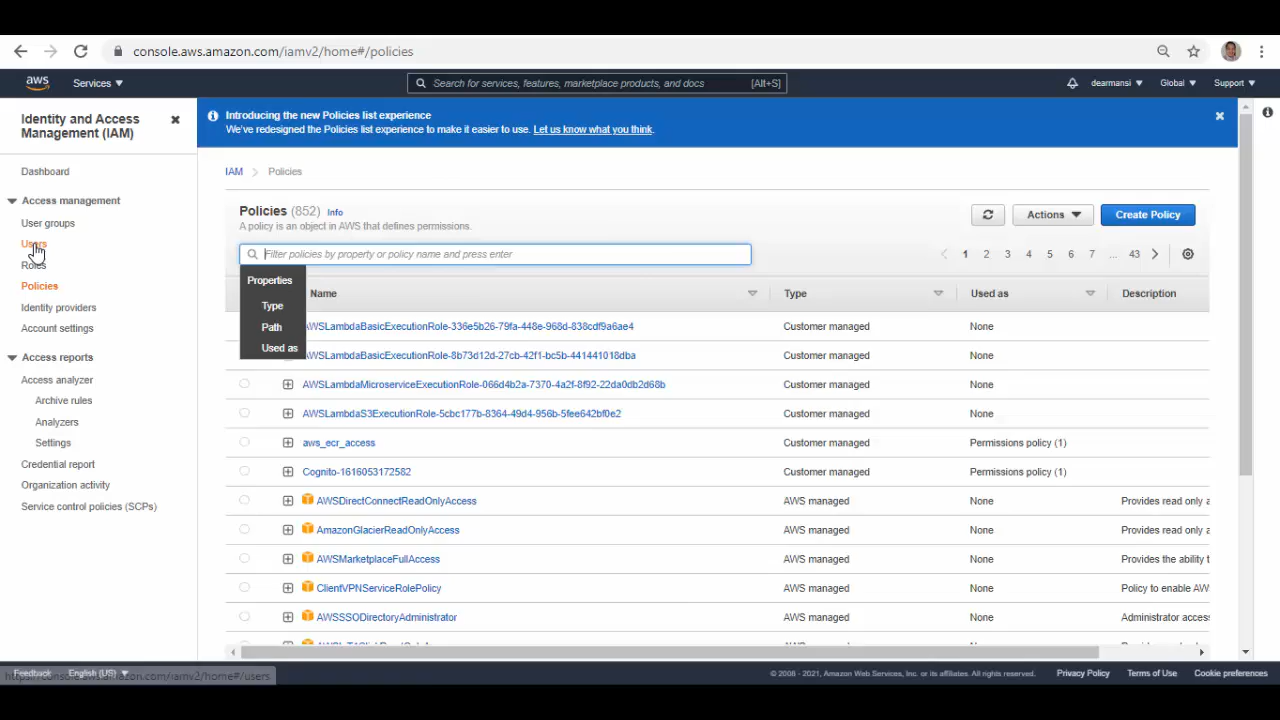 console.aws.amazon.com/iamv2/home#/policies
aws
Services
Search for services, features, marketplace products, and docs [Alt+S]
dearmansi
Global
Support
Identity and Access
Management (IAM)
Dashboard
Access management
User groups
Users
Roles
Policies
Identity providers
Account settings
Access reports
Access analyzer
Archive rules
Analyzers
Settings
Credential report
Organization activity
Service control policies (SCPs)
Introducing the new Policies list experience
We've redesigned the Policies list experience to make it easier to use. Let us know what you think.
IAM > Policies
Policies (852) Info
A policy is an object in AWS that defines permissions.
Actions
Create Policy
Filter policies by property or policy name and press enter
1 2 3 4 5 6 7 ... 43
Properties
Type
Path
Used as
Name Type Used as Description
AWSLambdaBasicExecutionRole-336e5b26-79fa-448e-968d-838cdf9a6ae4 Customer managed None
AWSLambdaBasicExecutionRole-8b73d12d-27cb-42f1-bc5b-441441018dba Customer managed None
AWSLambdaMicroserviceExecutionRole-066d4b2a-7370-4a2f-8f92-22da0db2d68b Customer managed None
AWSLambdaS3ExecutionRole-5cbc177b-8364-49d4-956b-5fee642bf0e2 Customer managed None
aws_ecr_access Customer managed Permissions policy (1)
Cognito-1616053172582 Customer managed Permissions policy (1)
AWSDirectConnectReadOnlyAccess AWS managed None Provides read only a
AmazonGlacierReadOnlyAccess AWS managed None Provides read only a
AWSMarketplaceFullAccess AWS managed None Provides the ability t
ClientVPNServiceRolePolicy AWS managed None Policy to enable AWS
AWSSSODirectoryAdministrator AWS managed None Administrator access
Feedback English (US)
https://console.aws.amazon.com/iamv2/home#/users
© 2008 - 2021, Amazon Web Services, Inc. or its affiliates. All rights reserved.
Privacy Policy Terms of Use Cookie preferences